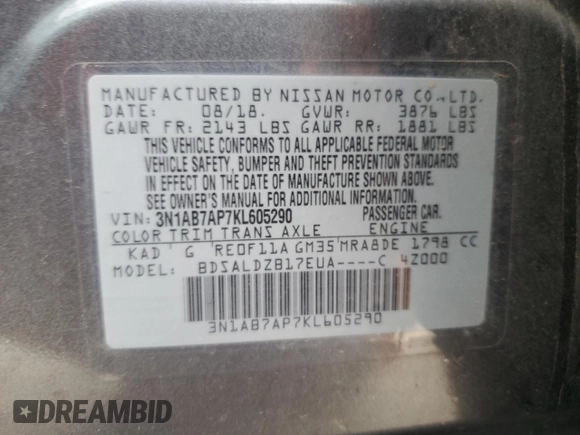 MANUFACTURED BY NISSAN MOTOR CO.,LTD.
DATE: 08/18. GVWR: 3876 LBS
GAWR FR: 2143 LBS GAWR RR: 1881 LBS
THIS VEHICLE CONFORMS TO ALL APPLICABLE FEDERAL MOTOR
VEHICLE SAFETY, BUMPER AND THEFT PREVENTION STANDARDS
IN EFFECT ON THE DATE OF MANUFACTURE SHOWN ABOVE.
SEE OWNER'S MANUAL FOR ADDITIONAL INFORMATION.
VIN: 3N1AB7AP7KL605290 PASSENGER CAR.
COLOR TRIM TRANS AXLE ENGINE
KAD G RE0F11A GM35 MRA8DE 1798 CC
MODEL: BDSALDZB17EUA----C 4Z000
3N1AB7AP7KL605290
DREAMBID